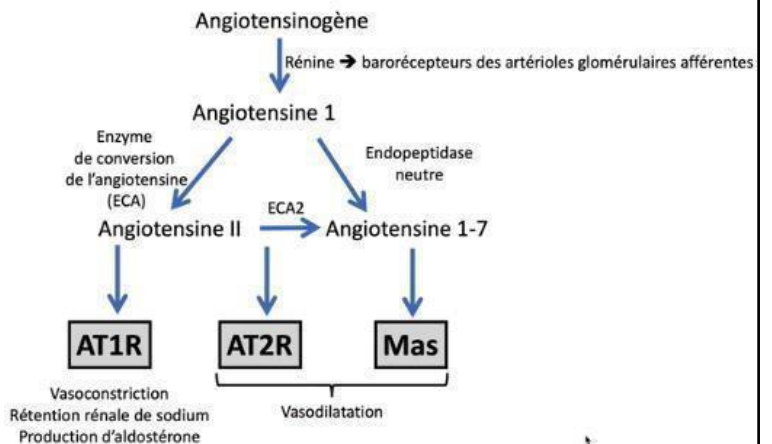 Angiotensinogène
Rénine ➔ barorécepteurs des artérioles glomérulaires afférentes
Angiotensine 1
Enzyme
de conversion
de l'angiotensine
(ECA)
Endopeptidase
neutre
Angiotensine II
ECA2
Angiotensine 1-7
AT1R
AT2R
Mas
Vasoconstriction
Rétention rénale de sodium
Production d'aldostérone
Vasodilatation